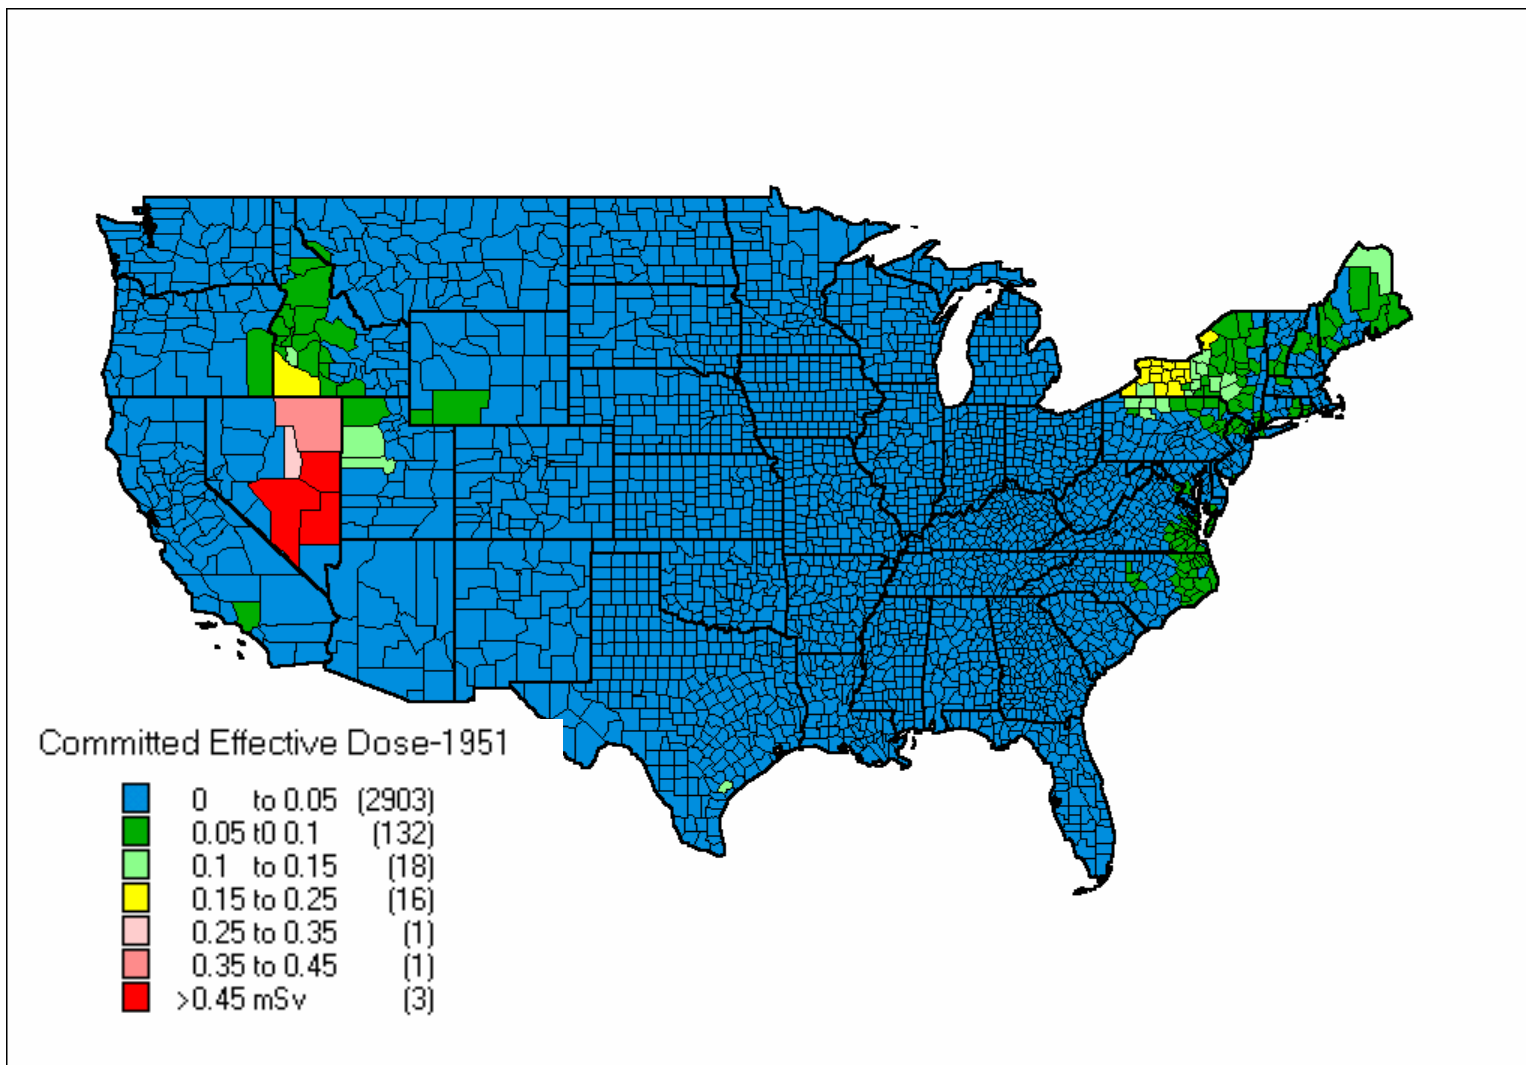 Committed Effective Dose-1951
0 to 0.05 (2903)
0.05 t0 0.1 (132)
0.1 to 0.15 (18)
0.15 to 0.25 (16)
0.25 to 0.35 (1)
0.35 to 0.45 (1)
>0.45 mSv (3)